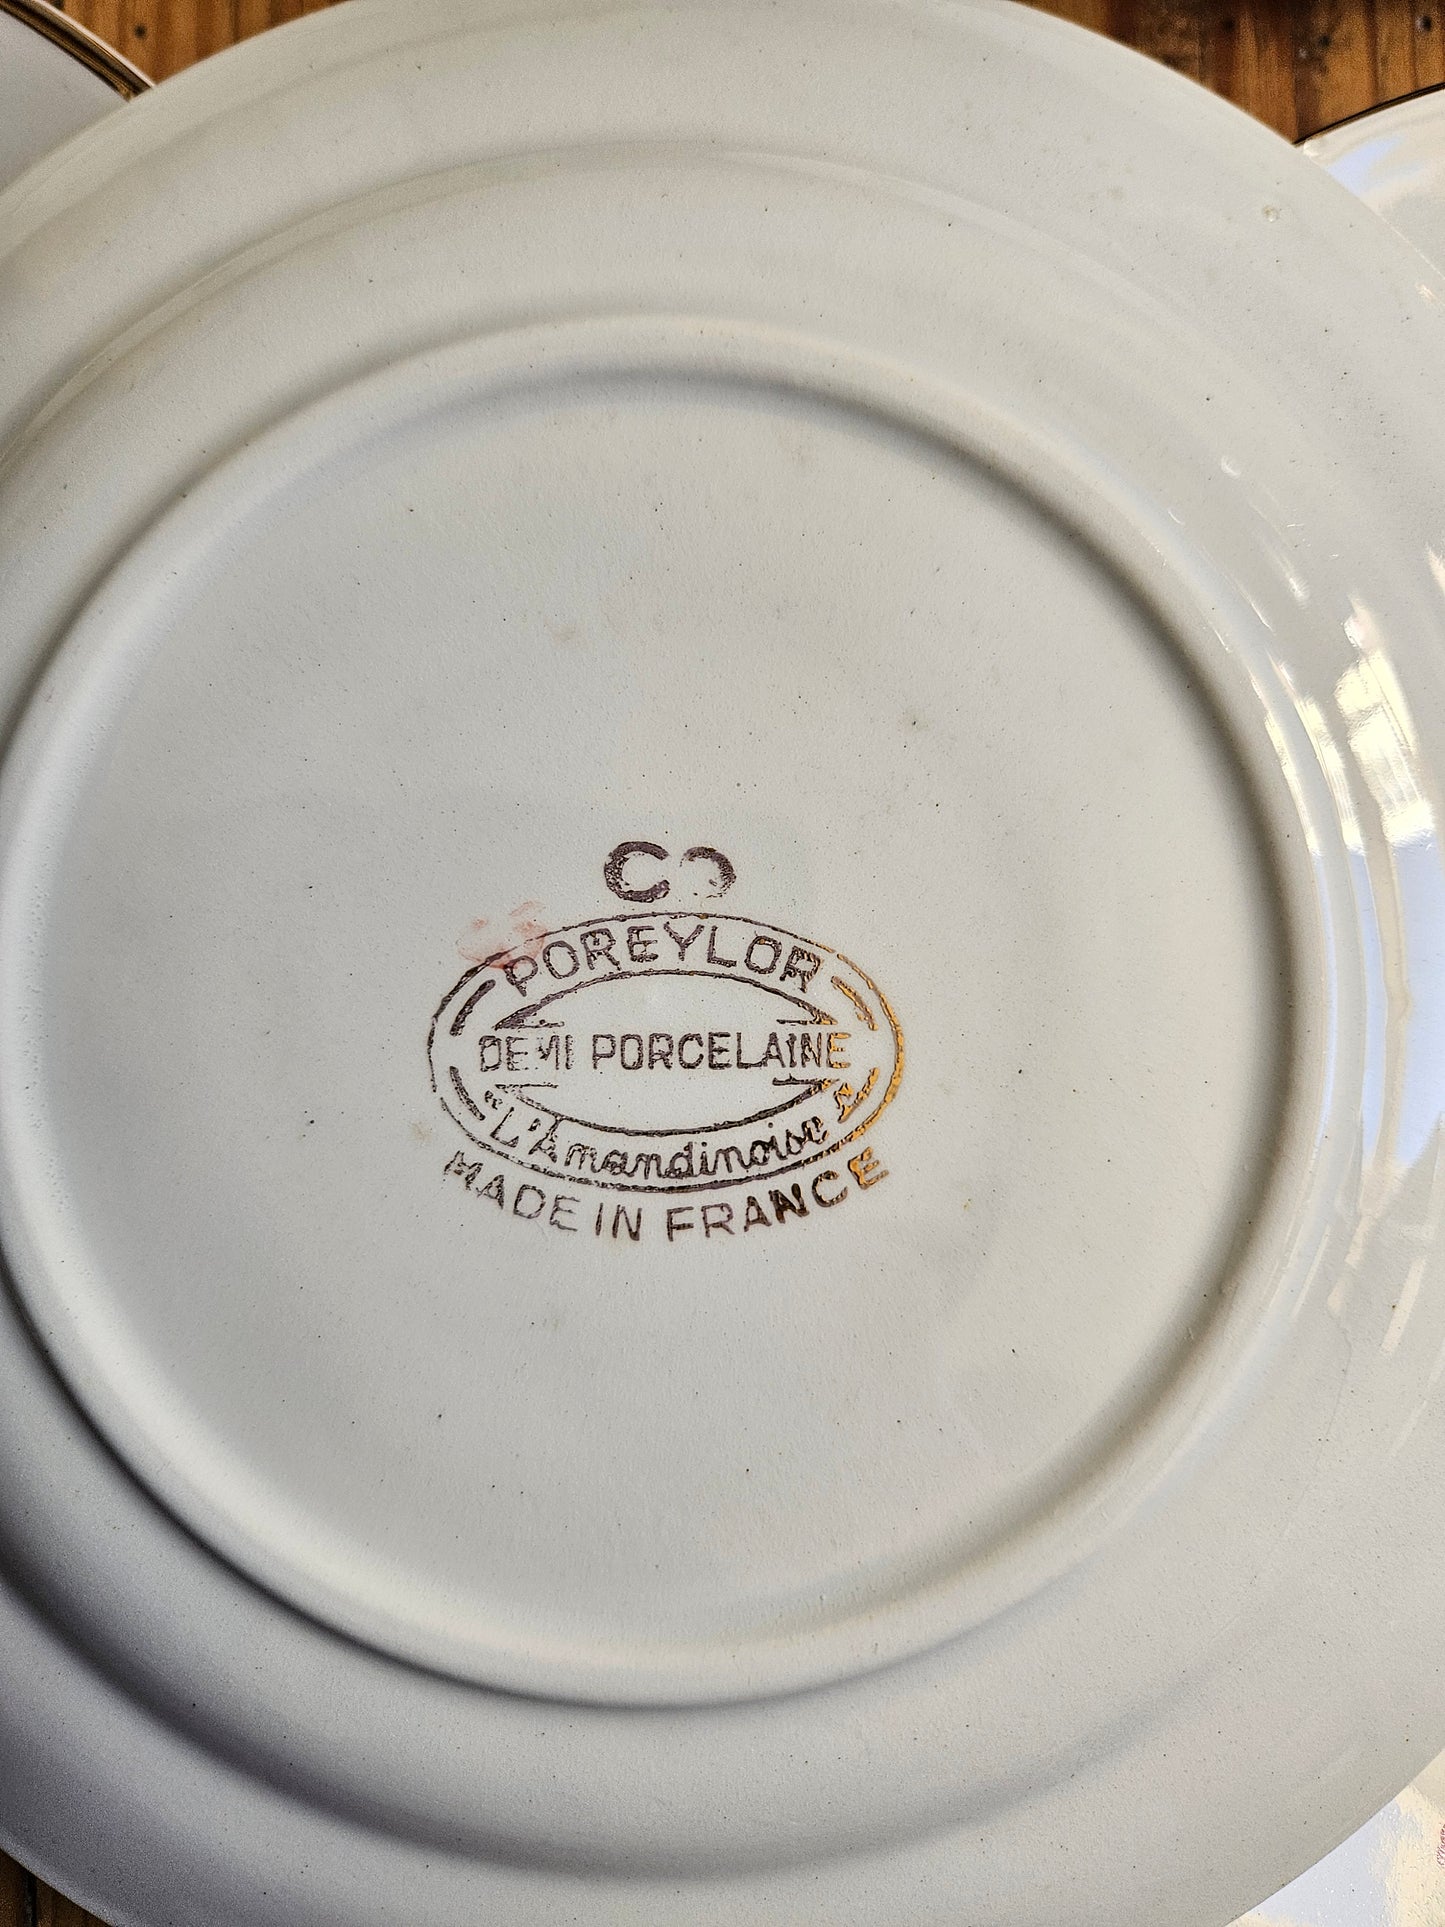 POREYLOR
DEMI PORCELAINE
"L'Amandinoise"
MADE IN FRANCE